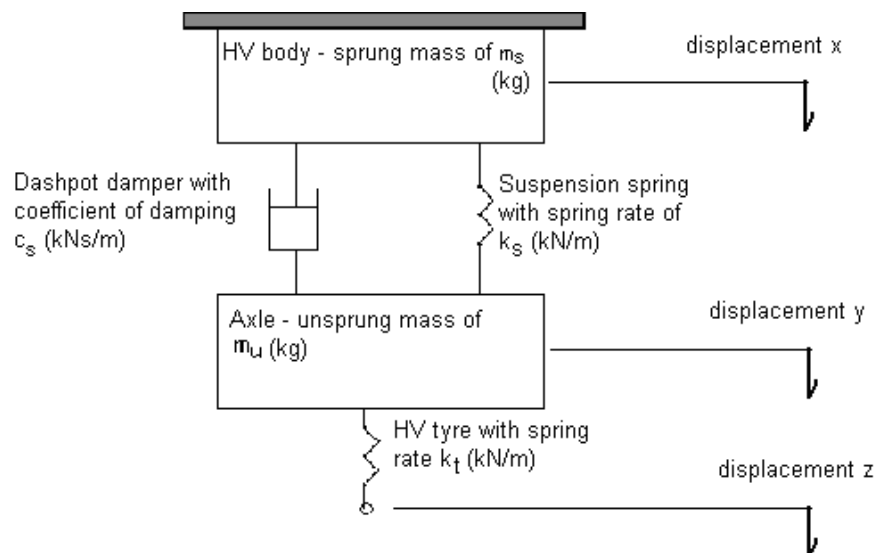 HV body - sprung mass of ms
(kg)
displacement x
Dashpot damper with
coefficient of damping
cs (kNs/m)
Suspension spring
with spring rate of
ks (kN/m)
Axle - unsprung mass of
mu (kg)
displacement y
HV tyre with spring
rate kt (kN/m)
displacement z